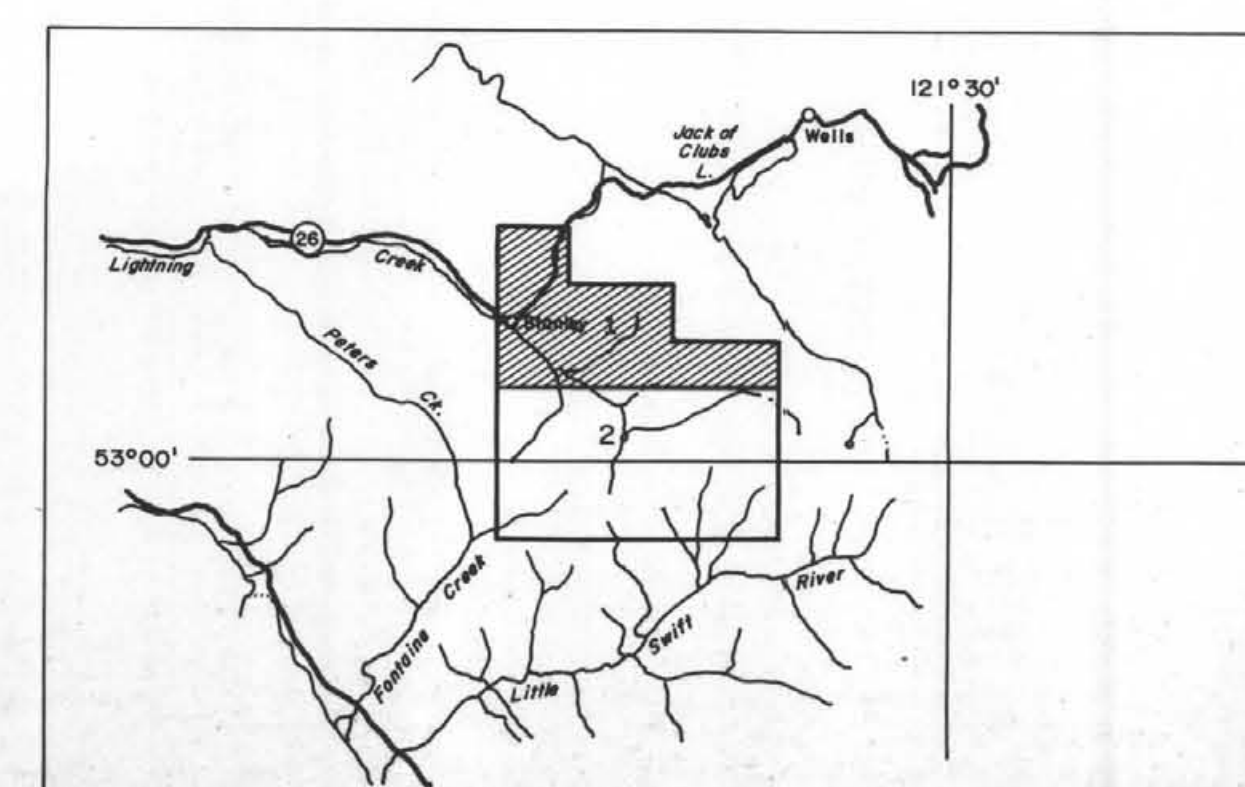 121° 30'
Jack of
Clubs
L.
Wells
26
Lightning
Creek
Stanley
1
Peters
Ck.
2
53°00'
Fontaine
Creek
Little
Swift
River